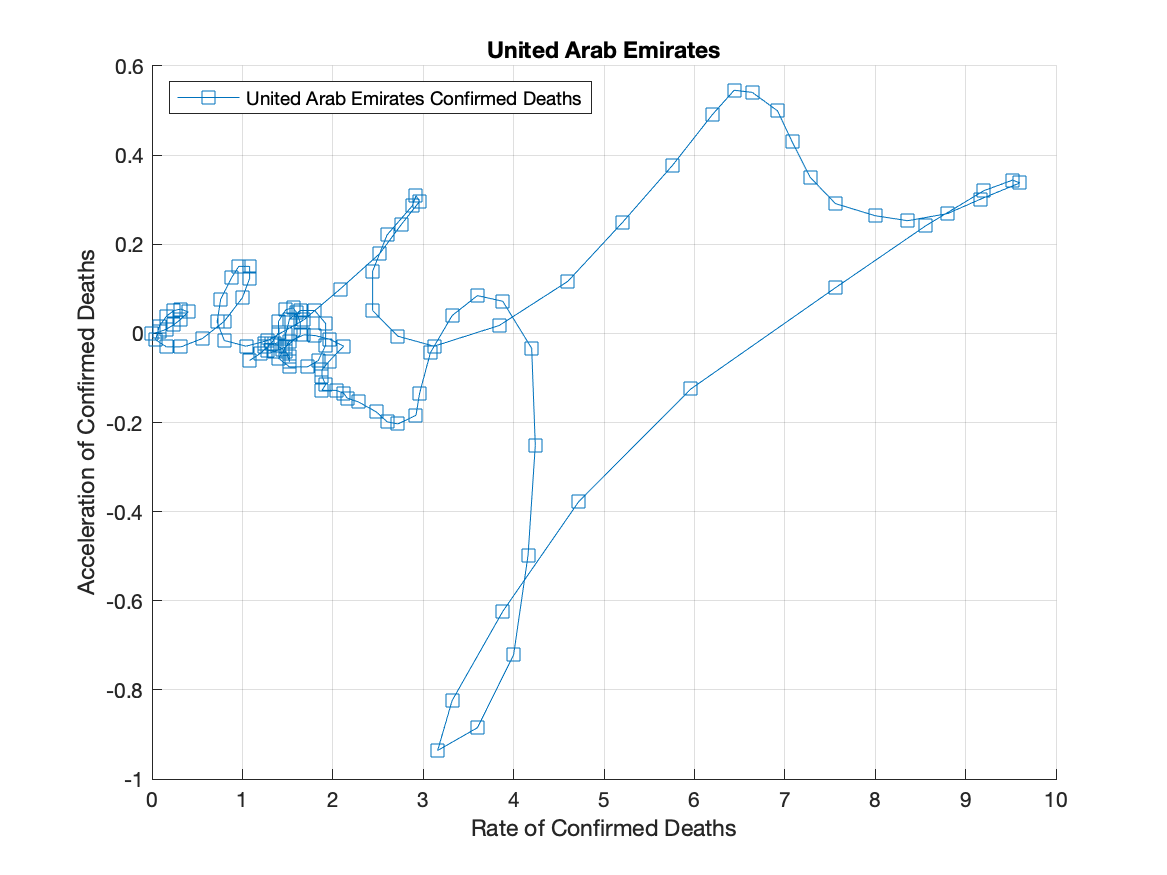 United Arab Emirates
United Arab Emirates Confirmed Deaths
0.6
0.4
0.2
0
-0.2
-0.4
-0.6
-0.8
-1
Acceleration of Confirmed Deaths
0 1 2 3 4 5 6 7 8 9 10
Rate of Confirmed Deaths